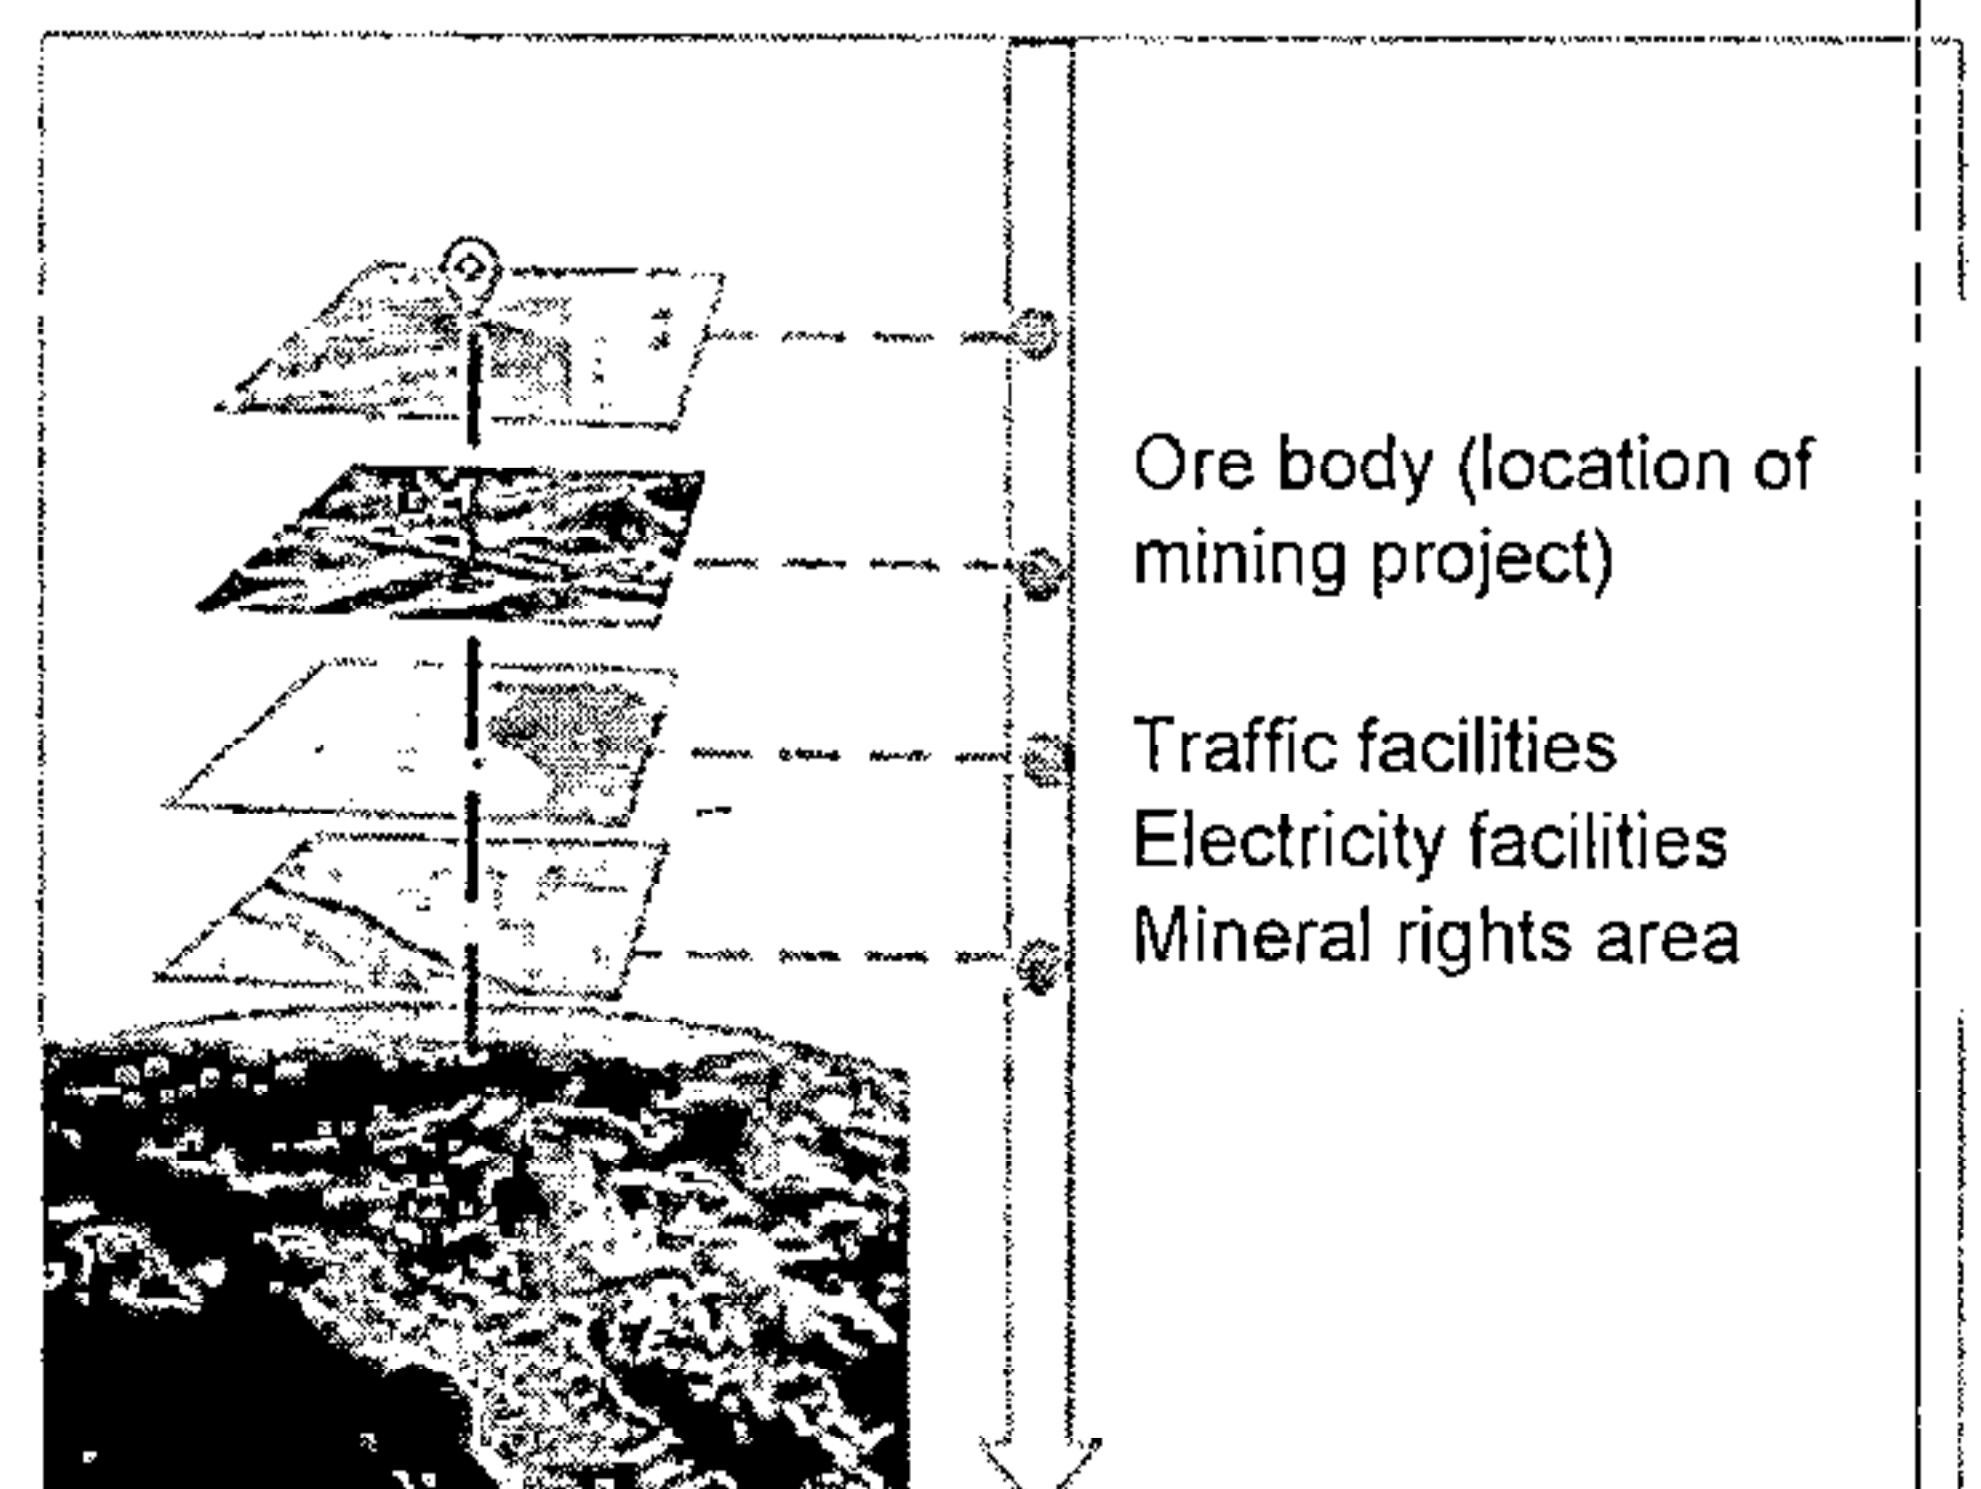 Ore body (location of
mining project)
Traffic facilities
Electricity facilities
Mineral rights area